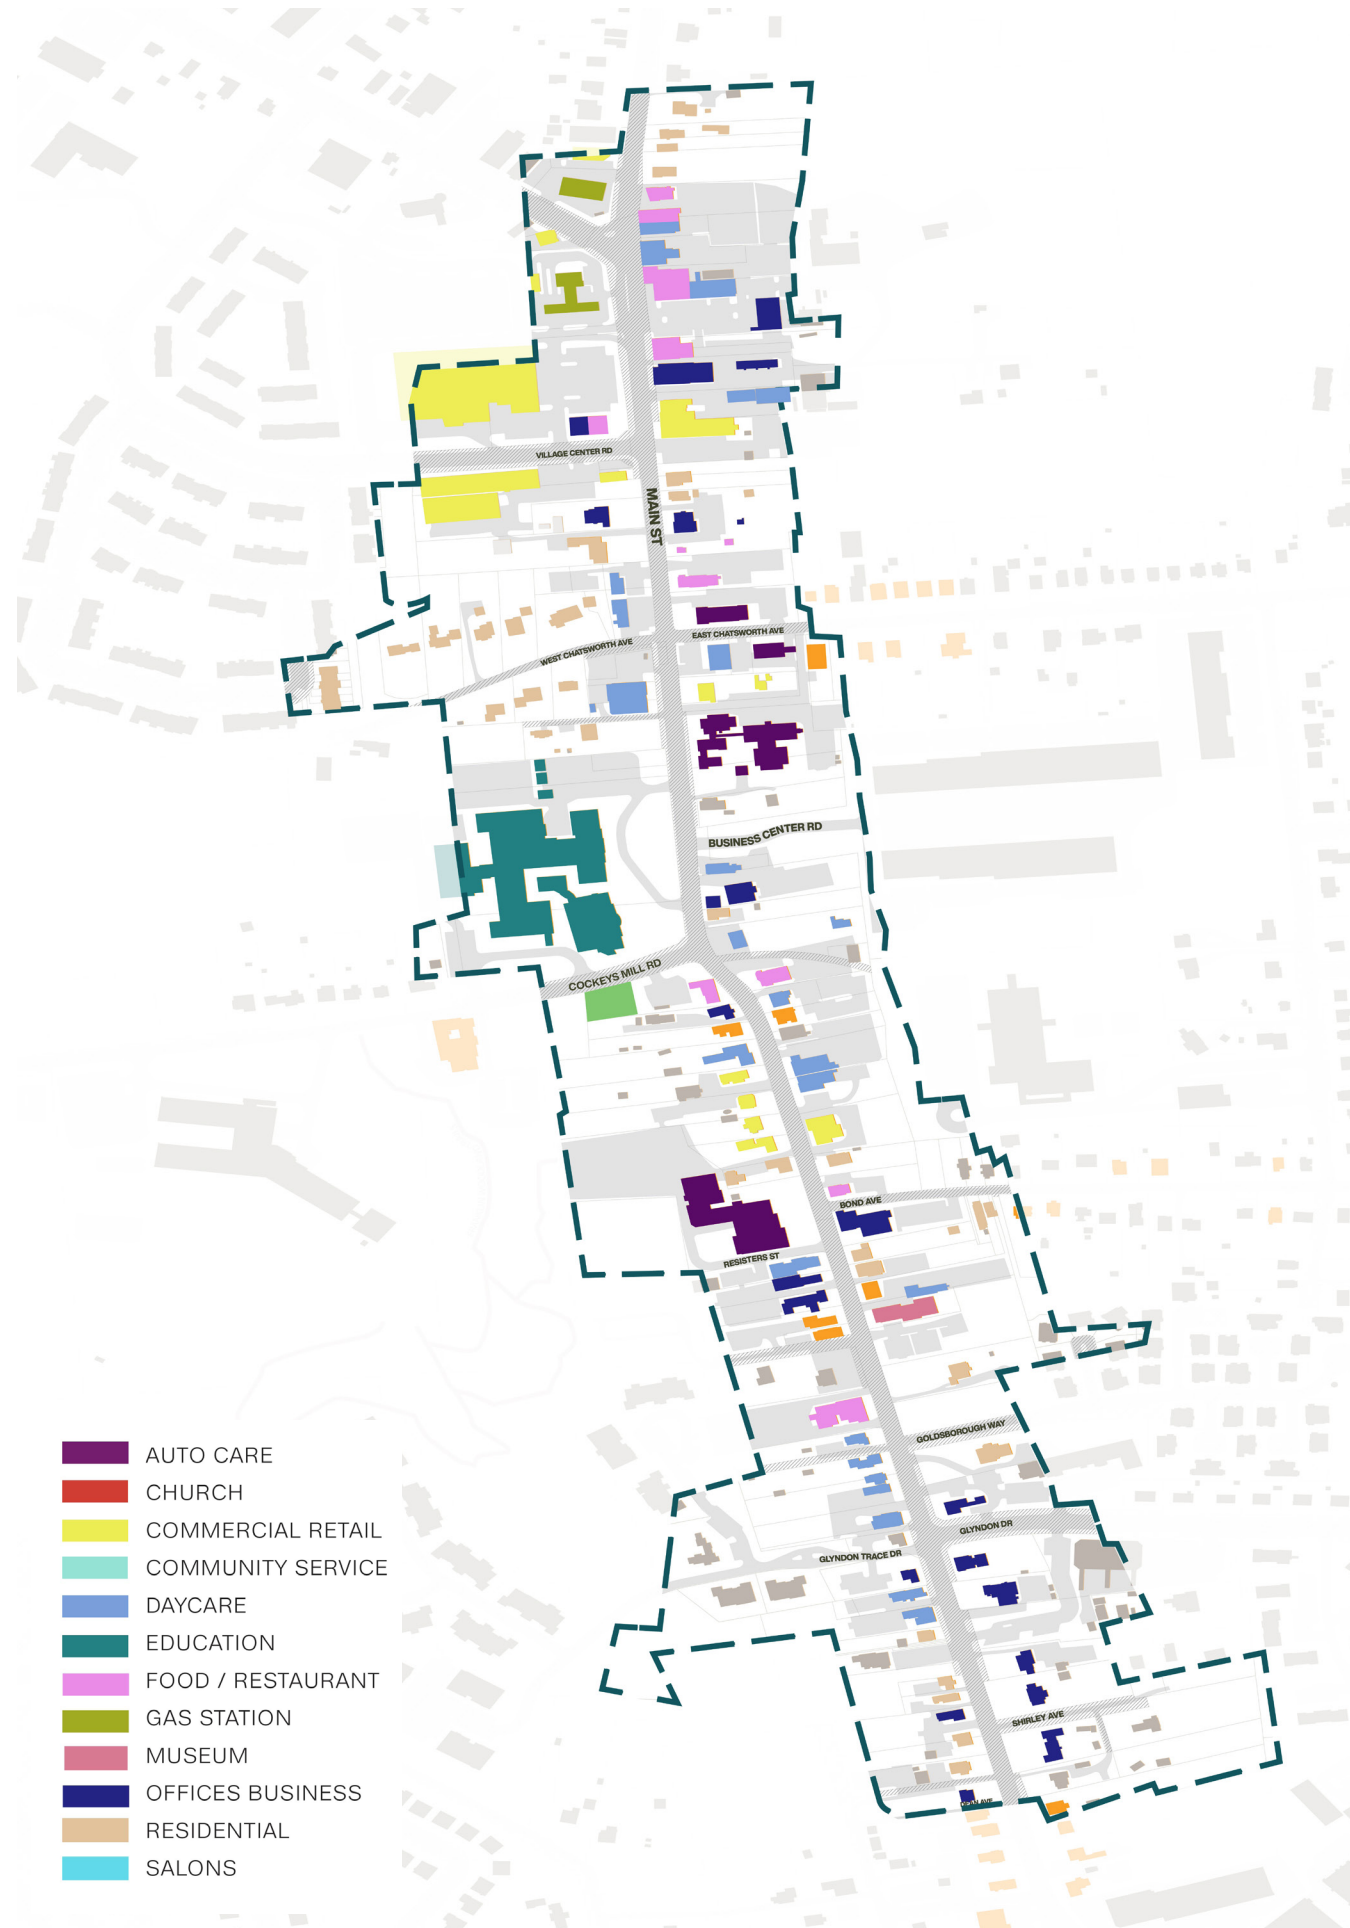 VILLAGE CENTER RD
MAIN ST
EAST CHATSWORTH AVE
WEST CHATSWORTH AVE
BUSINESS CENTER RD
COCKEYS MILL RD
BOND AVE
RESISTERS ST
GOLDSBOROUGH WAY
GLYNDON DR
GLYNDON TRACE DR
SHIRLEY AVE
AVE
AUTO CARE
CHURCH
COMMERCIAL RETAIL
COMMUNITY SERVICE
DAYCARE
EDUCATION
FOOD / RESTAURANT
GAS STATION
MUSEUM
OFFICES BUSINESS
RESIDENTIAL
SALONS